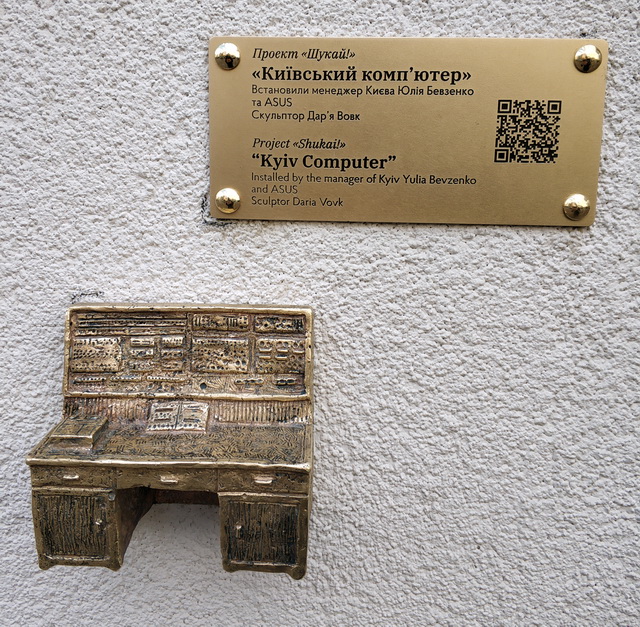 Проект «Шукай!»
«Київський комп'ютер»
Встановили менеджер Києва Юлія Бевзенко
та ASUS
Скульптор Дар'я Вовк
Project «Shukai!»
“Kyiv Computer”
Installed by the manager of Kyiv Yulia Bevzenko
and ASUS
Sculptor Daria Vovk